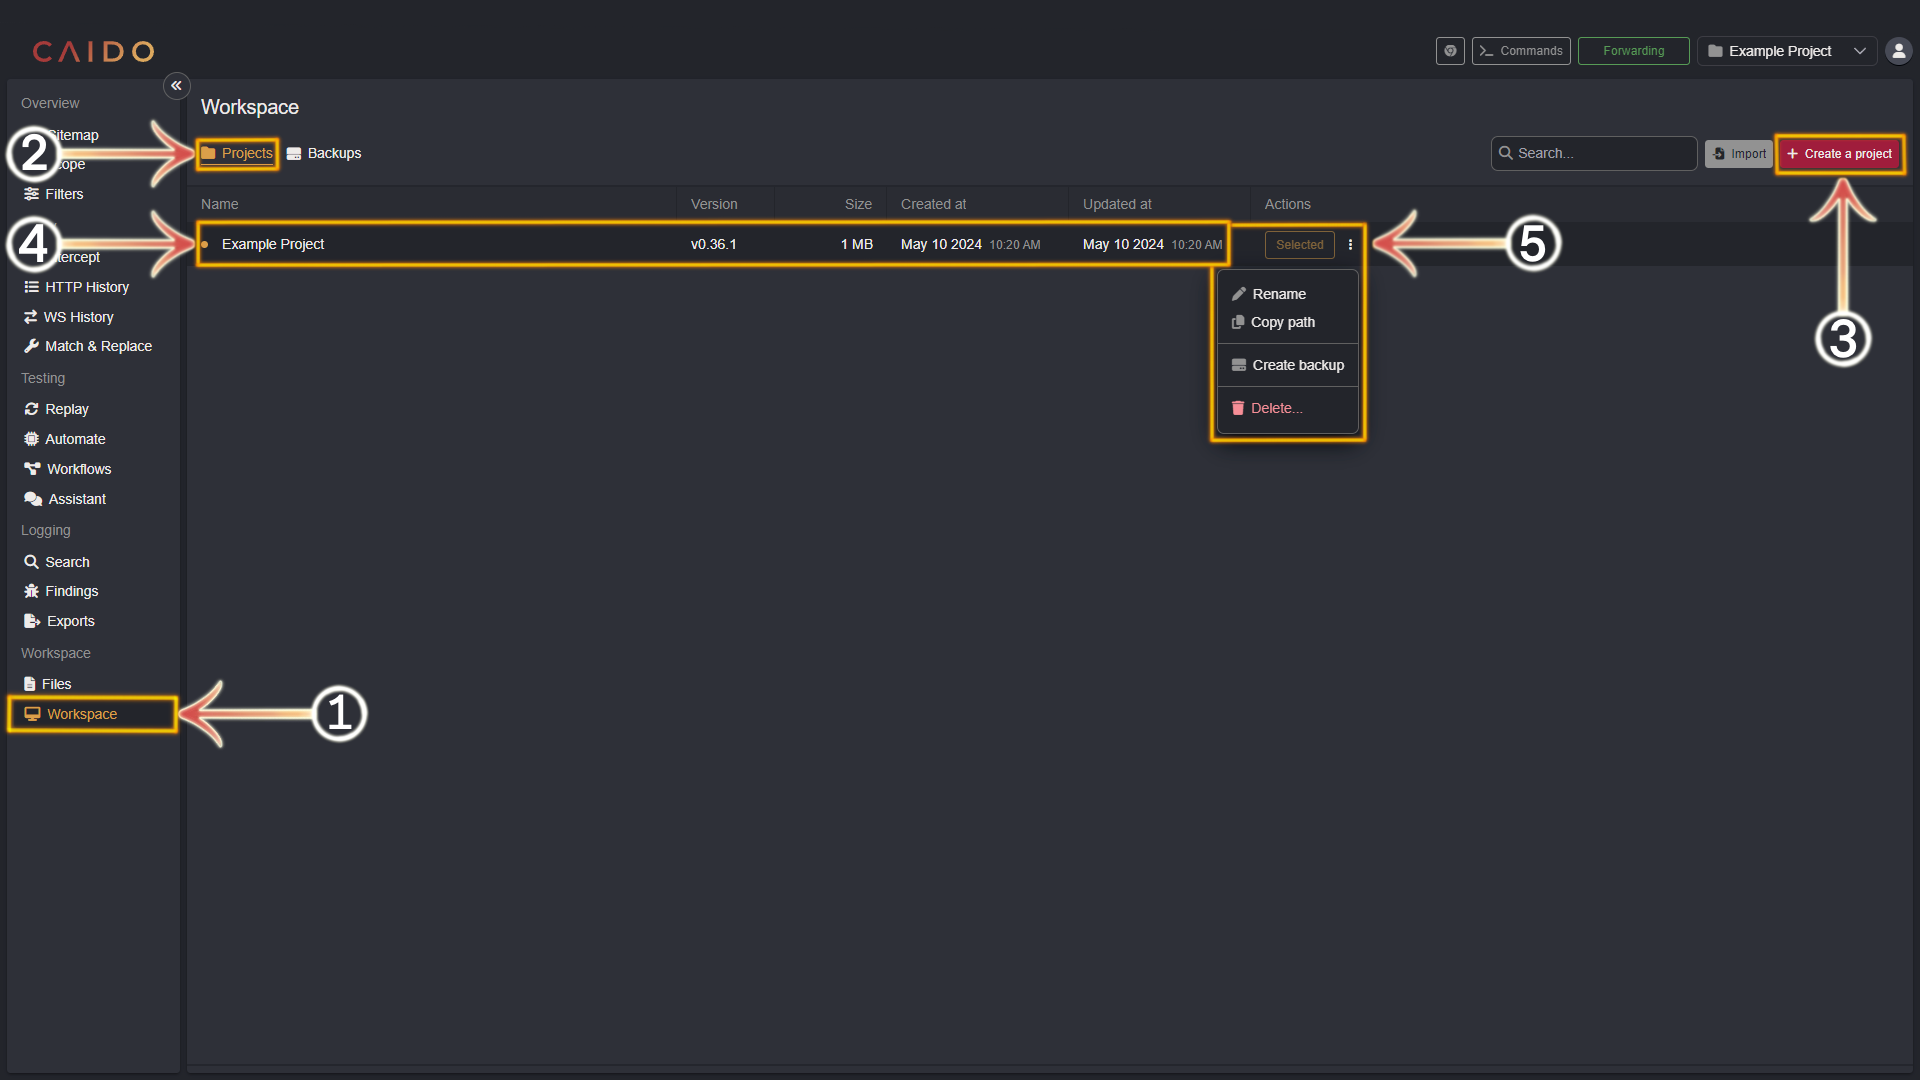 CAIDO
Commands
Forwarding
Example Project
Overview
Sitemap
Filters
HTTP History
WS History
Match & Replace
Testing
Replay
Automate
Workflows
Assistant
Logging
Search
Findings
Exports
Workspace
Files
Workspace
1
2
4
Workspace
Projects
Backups
Search...
Import
+ Create a project
3
Name Version Size Created at Updated at Actions
Example Project v0.36.1 1 MB May 10 2024 10:20 AM May 10 2024 10:20 AM Selected
5
Rename
Copy path
Create backup
Delete...